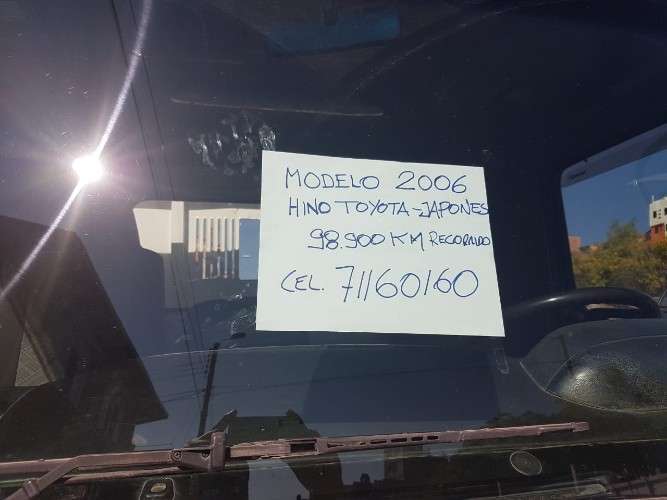 MODELO 2006
HINO TOYOTA-JAPONES
98.900 KM RECORRIDO
CEL. 71160160